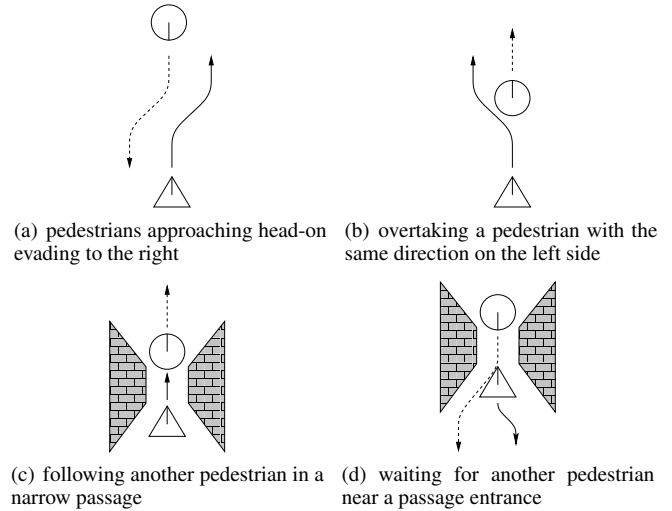 (a) pedestrians approaching head-on
evading to the right
(b) overtaking a pedestrian with the
same direction on the left side
(c) following another pedestrian in a
narrow passage
(d) waiting for another pedestrian
near a passage entrance